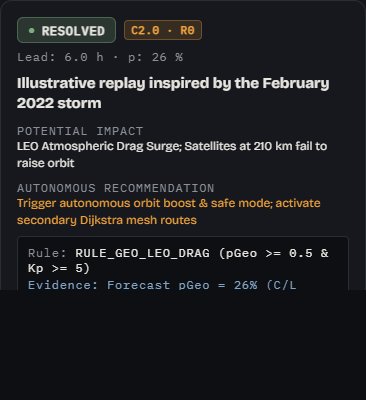 RESOLVED C2.0 · R0
Lead: 6.0 h · p: 26 %
Illustrative replay inspired by the February
2022 storm
POTENTIAL IMPACT
LEO Atmospheric Drag Surge; Satellites at 210 km fail to
raise orbit
AUTONOMOUS RECOMMENDATION
Trigger autonomous orbit boost & safe mode; activate
secondary Dijkstra mesh routes
Rule: RULE_GEO_LEO_DRAG (pGeo >= 0.5 &
Kp >= 5)
Evidence: Forecast pGeo = 26% (C/L